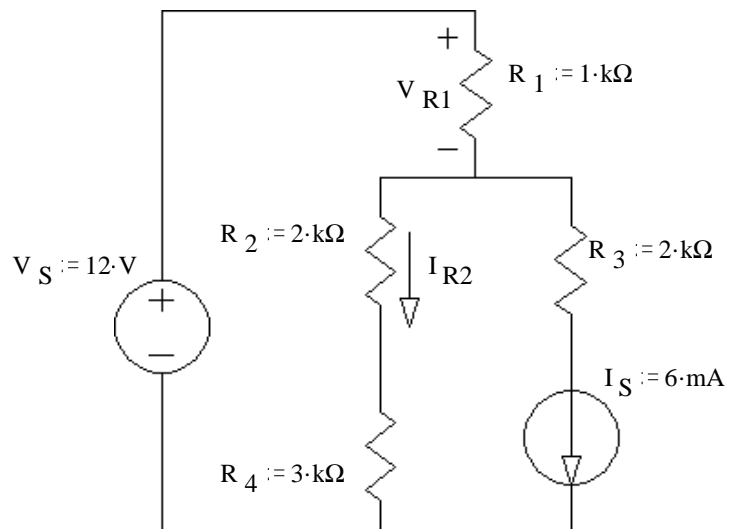 +
R 1 := 1·kΩ
V R1
−
R 2 := 2·kΩ
I R2
R 3 := 2·kΩ
V S := 12·V
+
−
I S := 6·mA
R 4 := 3·kΩ